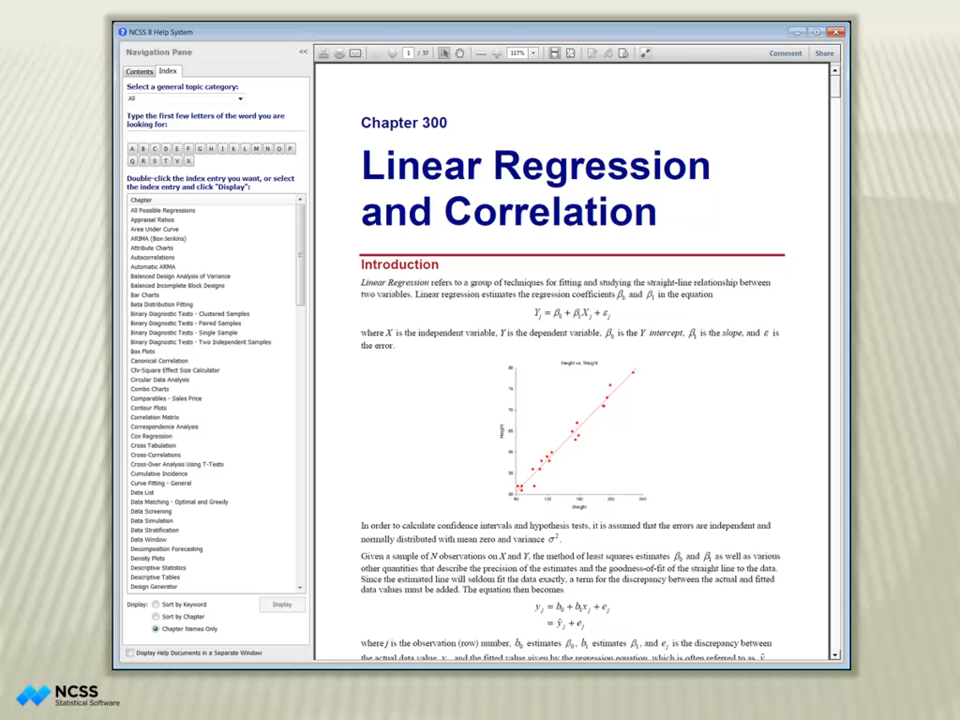 NCSS 8 Help System
Navigation Pane
<<
Contents
Index
Select a general topic category:
All
Type the first few letters of the word you are
looking for:
A B C D E F G H I K L M N O P
Q R S T V X
Double-click the index entry you want, or select
the index entry and click "Display":
Chapter
All Possible Regressions
Appraisal Ratios
Area Under Curve
ARIMA (Box-Jenkins)
Attribute Charts
Autocorrelations
Automatic ARMA
Balanced Design Analysis of Variance
Balanced Incomplete Block Designs
Bar Charts
Beta Distribution Fitting
Binary Diagnostic Tests - Clustered Samples
Binary Diagnostic Tests - Paired Samples
Binary Diagnostic Tests - Single Sample
Binary Diagnostic Tests - Two Independent Samples
Box Plots
Canonical Correlation
Chi-Square Effect Size Calculator
Circular Data Analysis
Combo Charts
Comparables - Sales Price
Contour Plots
Correlation Matrix
Correspondence Analysis
Cox Regression
Cross Tabulation
Cross-Correlations
Cross-Over Analysis Using T-Tests
Cumulative Incidence
Curve Fitting - General
Data List
Data Matching - Optimal and Greedy
Data Screening
Data Simulation
Data Stratification
Data Window
Decomposition Forecasting
Density Plots
Descriptive Statistics
Descriptive Tables
Design Generator
Display:
Sort by Keyword
Display
Sort by Chapter
Chapter Names Only
Display Help Documents in a Separate Window
1 / 37
117%
Comment
Share
Chapter 300
Linear Regression
and Correlation
Introduction
Linear Regression refers to a group of techniques for fitting and studying the straight-line relationship between
two variables. Linear regression estimates the regression coefficients β0 and β1 in the equation
Yj = β0 + β1Xj + εj
where X is the independent variable, Y is the dependent variable, β0 is the Y intercept, β1 is the slope, and ε is
the error.
Height vs. Weight
Height
Weight
In order to calculate confidence intervals and hypothesis tests, it is assumed that the errors are independent and
normally distributed with mean zero and variance σ².
Given a sample of N observations on X and Y, the method of least squares estimates β0 and β1 as well as various
other quantities that describe the precision of the estimates and the goodness-of-fit of the straight line to the data.
Since the estimated line will seldom fit the data exactly, a term for the discrepancy between the actual and fitted
data values must be added. The equation then becomes
yj = b0 + b1xj + ej
= ŷj + ej
where j is the observation (row) number, b0 estimates β0, b1 estimates β1, and ej is the discrepancy between
the actual data value y and the fitted value given by the regression equation, which is often referred to as ŷ
NCSS
Statistical Software